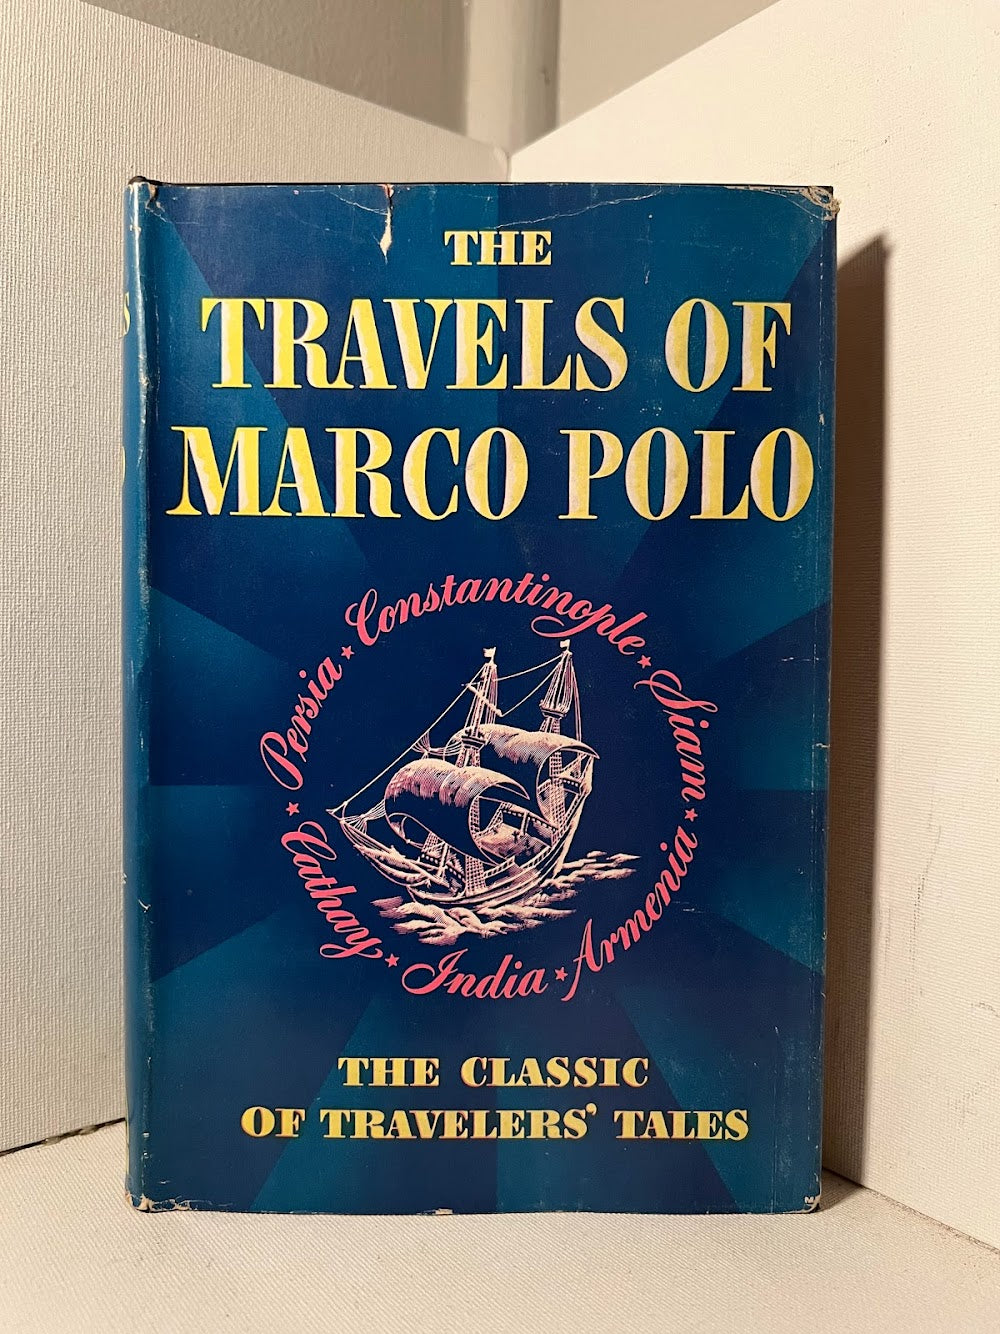 THE
TRAVELS OF
MARCO POLO
Constantinople ★ Siam ★ Armenia ★ India ★ Cathay ★ Persia ★
THE CLASSIC
OF TRAVELERS’ TALES